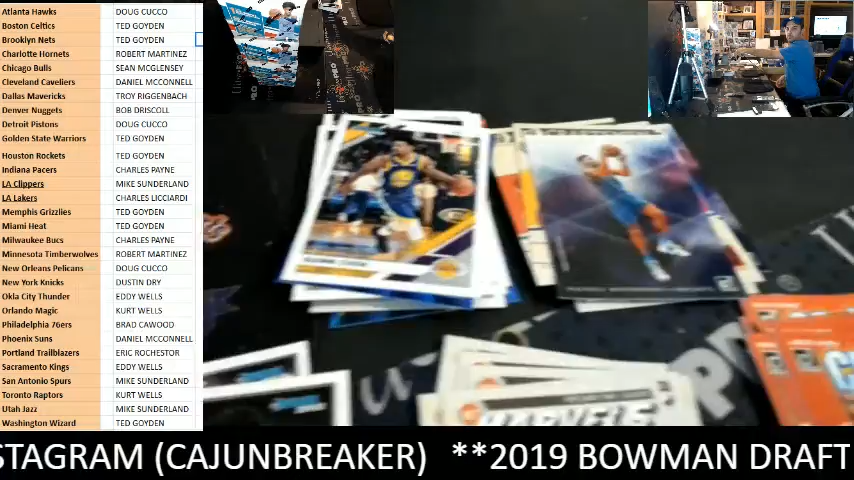 Atlanta Hawks DOUG CUCCO
Boston Celtics TED GOYDEN
Brooklyn Nets TED GOYDEN
Charlotte Hornets ROBERT MARTINEZ
Chicago Bulls SEAN MCGLENSEY
Cleveland Caveliers DANIEL MCCONNELL
Dallas Mavericks TROY RIGGENBACH
Denver Nuggets BOB DRISCOLL
Detroit Pistons DOUG CUCCO
Golden State Warriors TED GOYDEN
Houston Rockets TED GOYDEN
Indiana Pacers CHARLES PAYNE
LA Clippers MIKE SUNDERLAND
LA Lakers CHARLES LICCIARDI
Memphis Grizzlies TED GOYDEN
Miami Heat TED GOYDEN
Milwaukee Bucs CHARLES PAYNE
Minnesota Timberwolves ROBERT MARTINEZ
New Orleans Pelicans DOUG CUCCO
New York Knicks DUSTIN DRY
Okla City Thunder EDDY WELLS
Orlando Magic KURT WELLS
Philadelphia 76ers BRAD CAWOOD
Phoenix Suns DANIEL MCCONNELL
Portland Trailblazers ERIC ROCHESTOR
Sacramento Kings EDDY WELLS
San Antonio Spurs MIKE SUNDERLAND
Toronto Raptors KURT WELLS
Utah Jazz MIKE SUNDERLAND
Washington Wizard TED GOYDEN
MARVELS
STAGRAM (CAJUNBREAKER) **2019 BOWMAN DRAFT